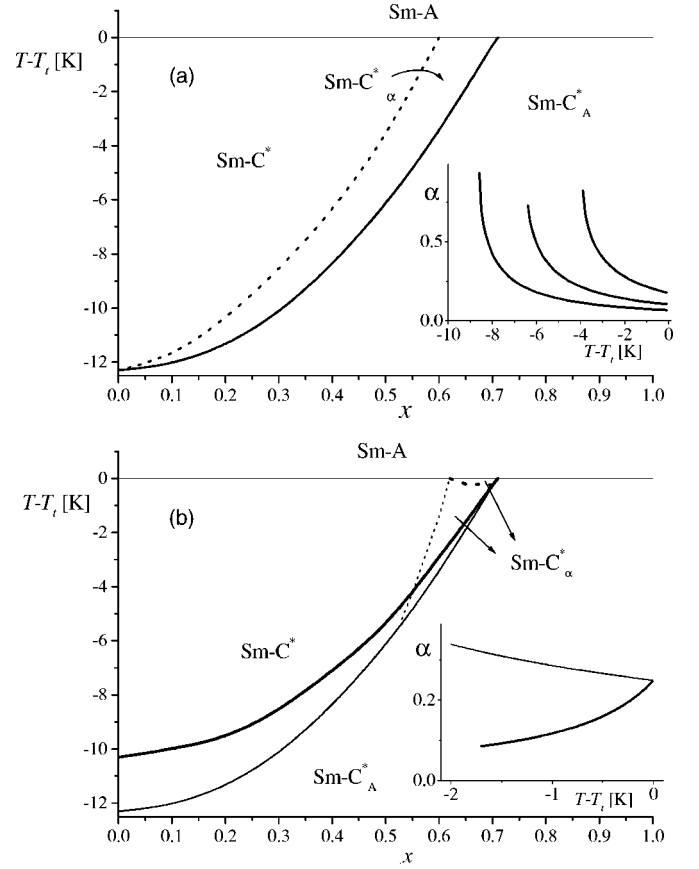 Sm-A
T-Tt [K]
(a)
Sm-C*α
Sm-C*A
Sm-C*
0
-2
-4
-6
-8
-10
-12
α
0.5
0.0
-10 -8 -6 -4 -2 0
T-Tt [K]
0.0 0.1 0.2 0.3 0.4 0.5 0.6 0.7 0.8 0.9 1.0
x
Sm-A
T-Tt [K]
(b)
Sm-C*α
Sm-C*
Sm-C*A
0
-2
-4
-6
-8
-10
-12
α
0.2
0.0
-2 -1 0
T-Tt [K]
0.0 0.1 0.2 0.3 0.4 0.5 0.6 0.7 0.8 0.9 1.0
x